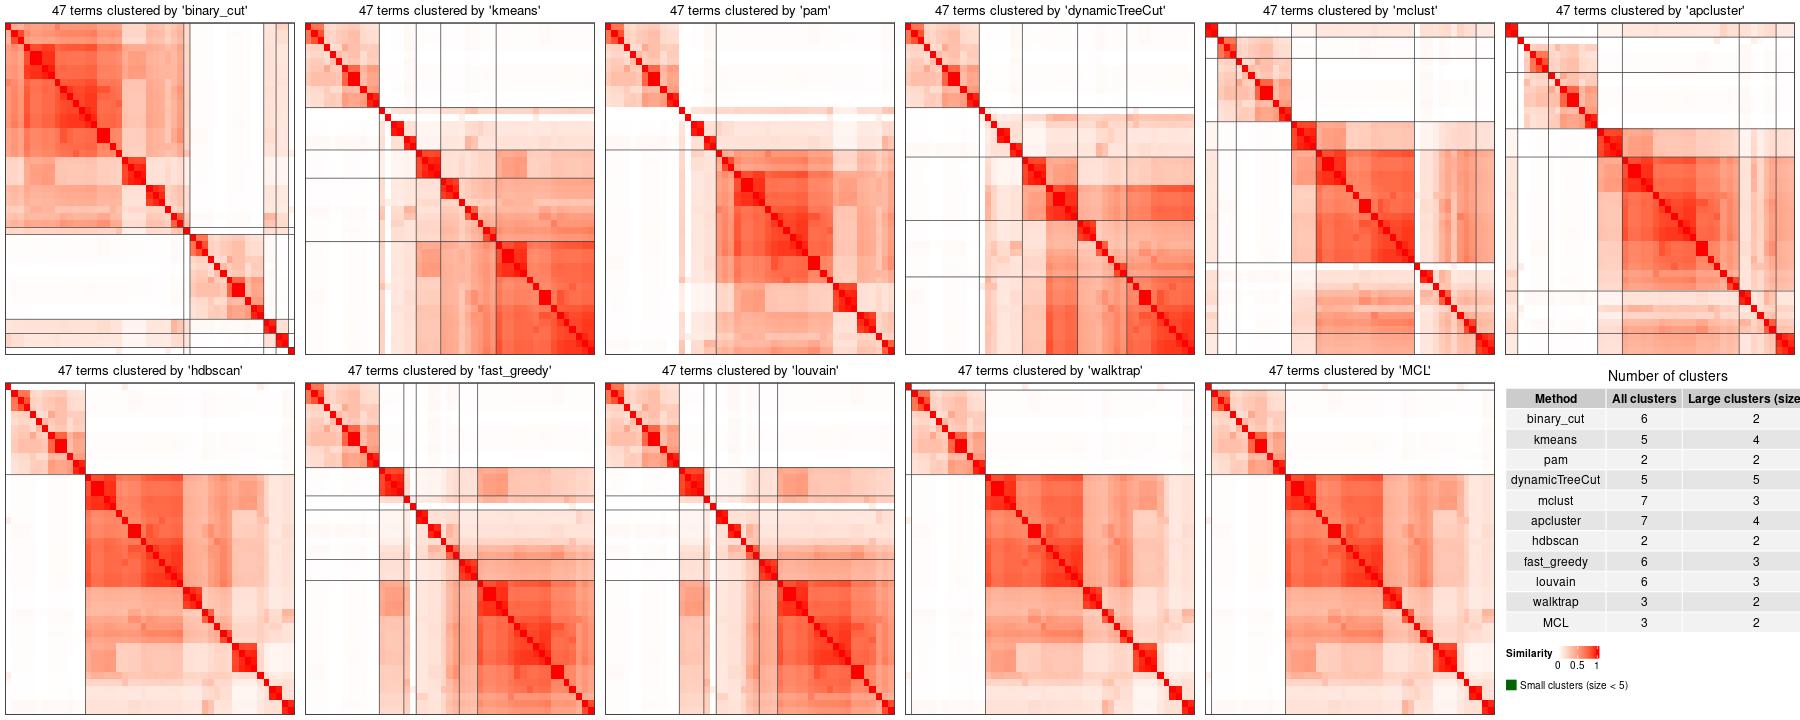 47 terms clustered by 'binary_cut'
47 terms clustered by 'kmeans'
47 terms clustered by 'pam'
47 terms clustered by 'dynamicTreeCut'
47 terms clustered by 'mclust'
47 terms clustered by 'apcluster'
47 terms clustered by 'hdbscan'
47 terms clustered by 'fast_greedy'
47 terms clustered by 'louvain'
47 terms clustered by 'walktrap'
47 terms clustered by 'MCL'
Number of clusters
Method All clusters Large clusters (size
binary_cut 6 2
kmeans 5 4
pam 2 2
dynamicTreeCut 5 5
mclust 7 3
apcluster 7 4
hdbscan 2 2
fast_greedy 6 3
louvain 6 3
walktrap 3 2
MCL 3 2
Similarity
0 0.5 1
Small clusters (size < 5)